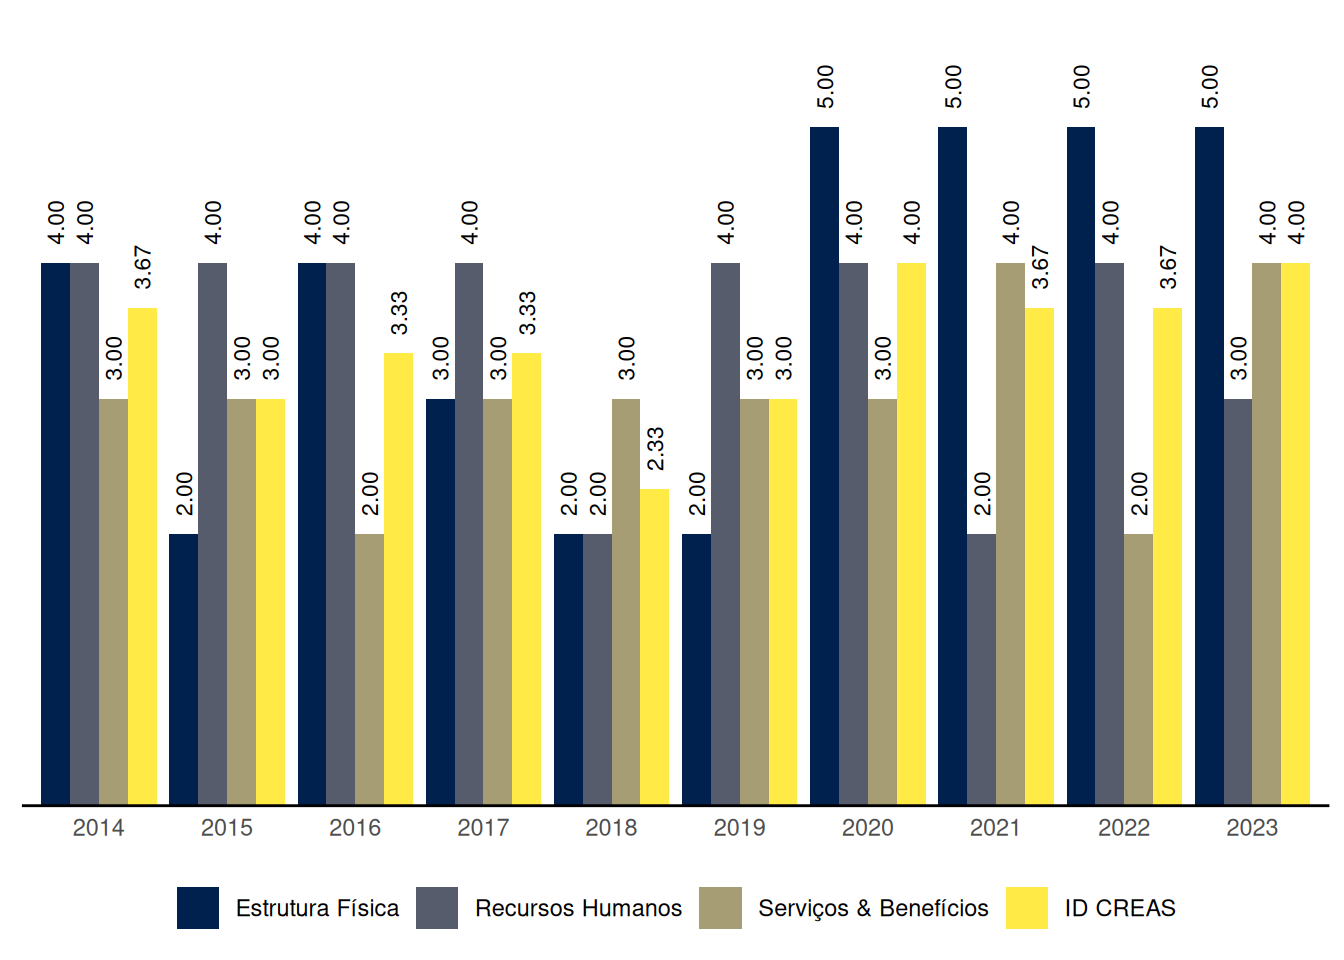 5.00 5.00 5.00 5.00
4.00 4.00 4.00 4.00 4.00 4.00 4.00 4.00 4.00 4.00 4.00 4.00 4.00
3.67 3.67 3.67
3.33 3.33
3.00 3.00 3.00 3.00 3.00 3.00 3.00 3.00 3.00 3.00
2.33
2.00 2.00 2.00 2.00 2.00 2.00 2.00
2014 2015 2016 2017 2018 2019 2020 2021 2022 2023
Estrutura Física Recursos Humanos Serviços & Benefícios ID CREAS